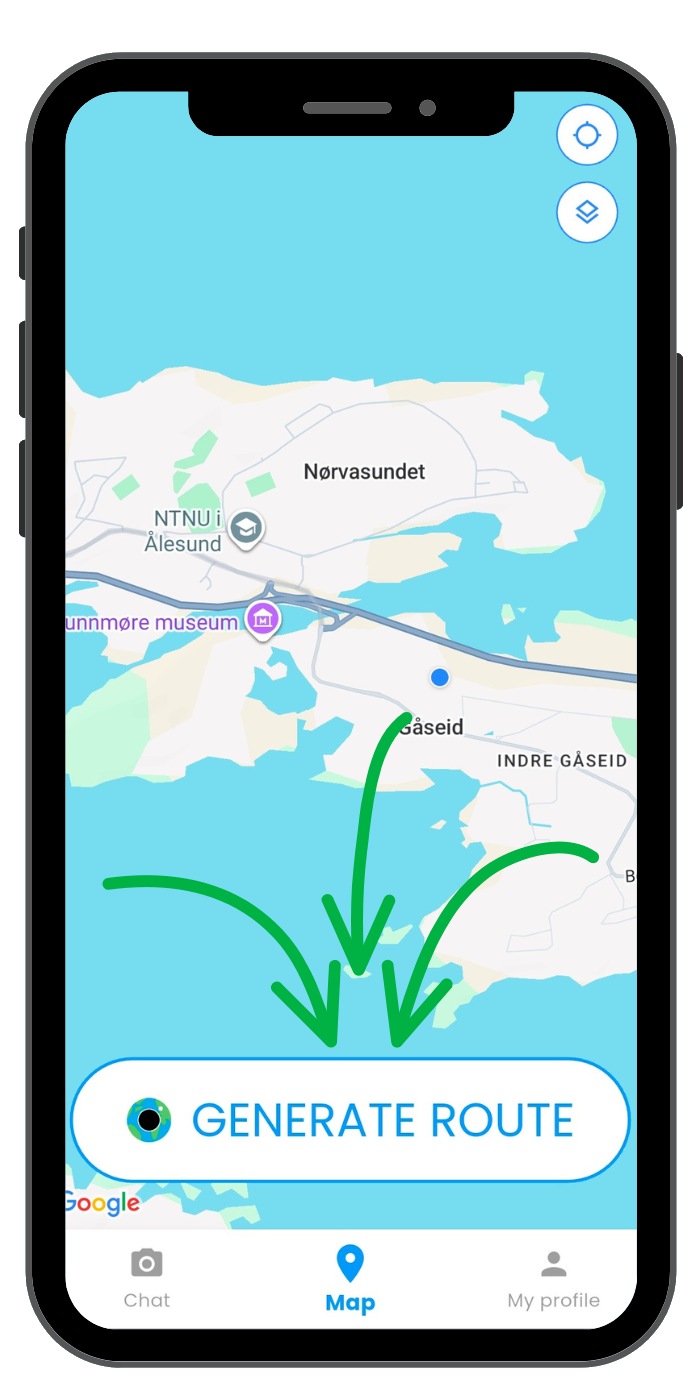 Nørvasundet
NTNU i
Ålesund
unnmøre museum
Gåseid
INDRE GÅSEID
GENERATE ROUTE
Google
Chat
Map
My profile